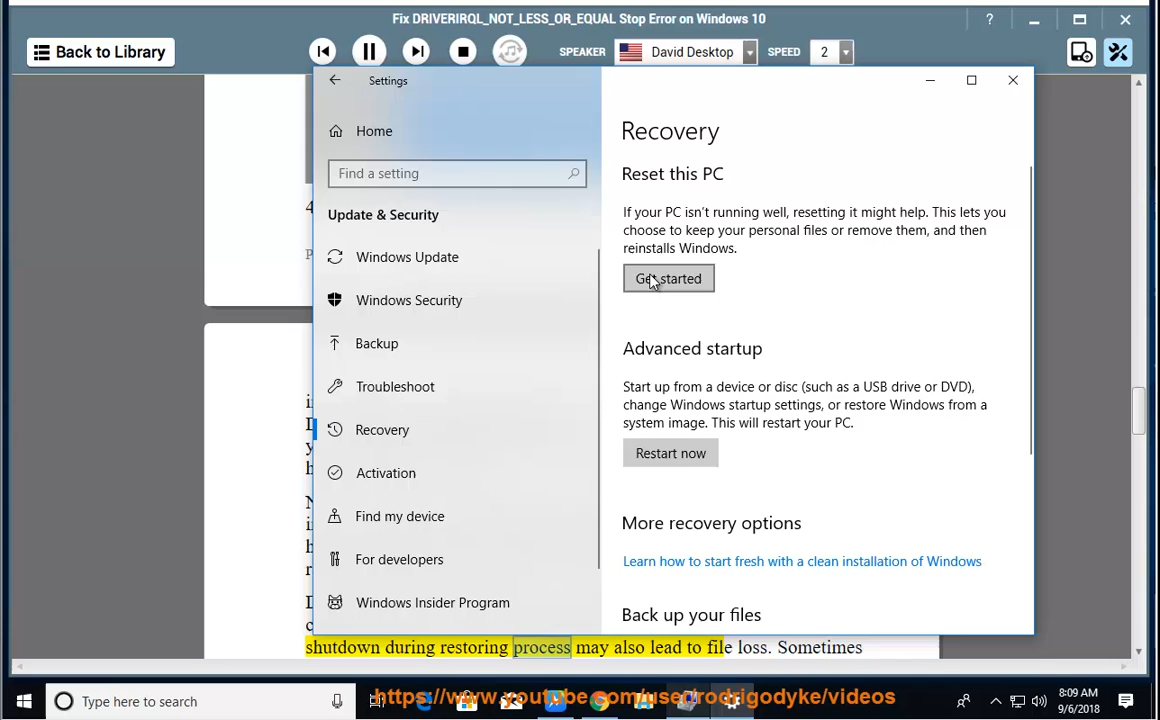 Fix DRIVERIRQL_NOT_LESS_OR_EQUAL Stop Error on Windows 10
Back to Library
SPEAKER
David Desktop
SPEED
2
Settings
Home
Find a setting
Update & Security
Windows Update
Windows Security
Backup
Troubleshoot
Recovery
Activation
Find my device
For developers
Windows Insider Program
Recovery
Reset this PC
If your PC isn't running well, resetting it might help. This lets you
choose to keep your personal files or remove them, and then
reinstalls Windows.
Get started
Advanced startup
Start up from a device or disc (such as a USB drive or DVD),
change Windows startup settings, or restore Windows from a
system image. This will restart your PC.
Restart now
More recovery options
Learn how to start fresh with a clean installation of Windows
Back up your files
shutdown during restoring process may also lead to file loss. Sometimes
Type here to search
https://www.youtube.com/user/rodrigodyke/videos
8:09 AM
9/6/2018